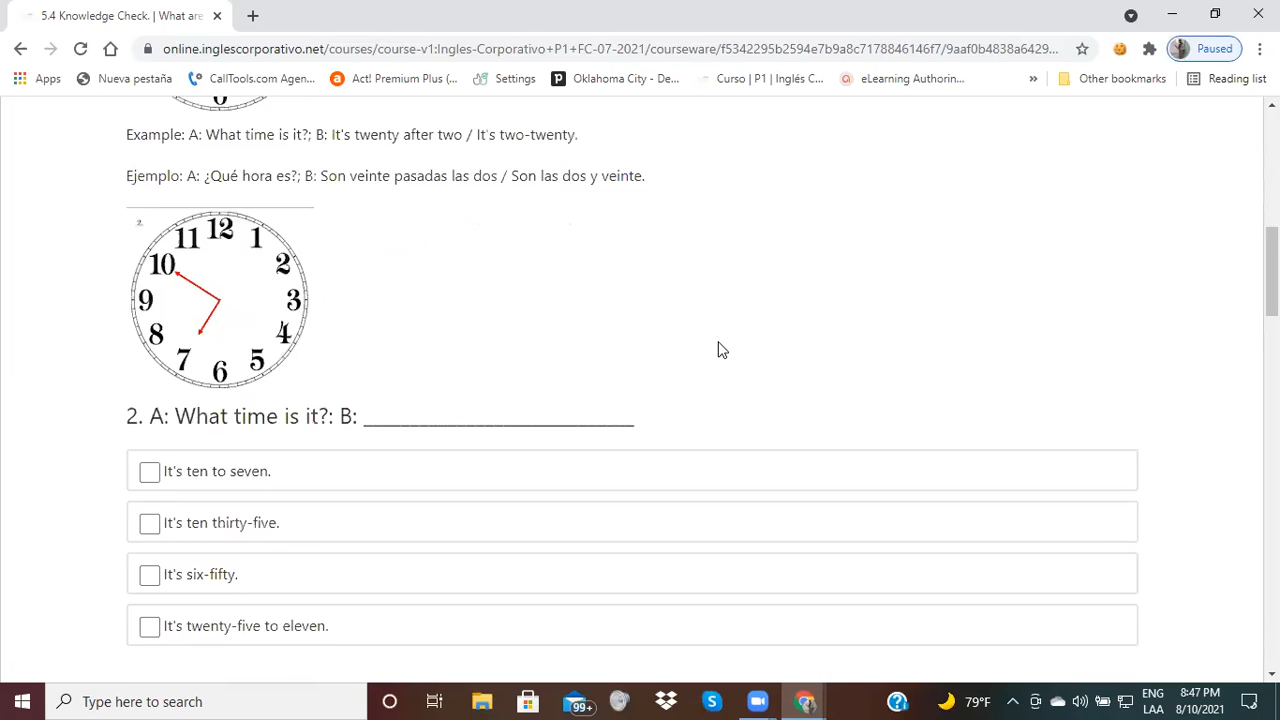 5.4 Knowledge Check. | What are
online.inglescorporativo.net/courses/course-v1:Ingles-Corporativo+P1+FC-07-2021/courseware/f5342295b2594e7b9a8c7178846146f7/9aaf0b4838a6429...
Paused
Apps
Nueva pestaña
CallTools.com Agen...
Act! Premium Plus (...
Settings
Oklahoma City - De...
Curso | P1 | Inglés C...
eLearning Authorin...
»
Other bookmarks
Reading list
6
Example: A: What time is it?; B: It's twenty after two / It's two-twenty.
Ejemplo: A: ¿Qué hora es?; B: Son veinte pasadas las dos / Son las dos y veinte.
2.
12
11 1
10 2
9 3
8 4
7 5
6
2. A: What time is it?: B: ___________________________
It's ten to seven.
It's ten thirty-five.
It's six-fifty.
It's twenty-five to eleven.
Type here to search
99+
79°F
ENG
LAA
8:47 PM
8/10/2021